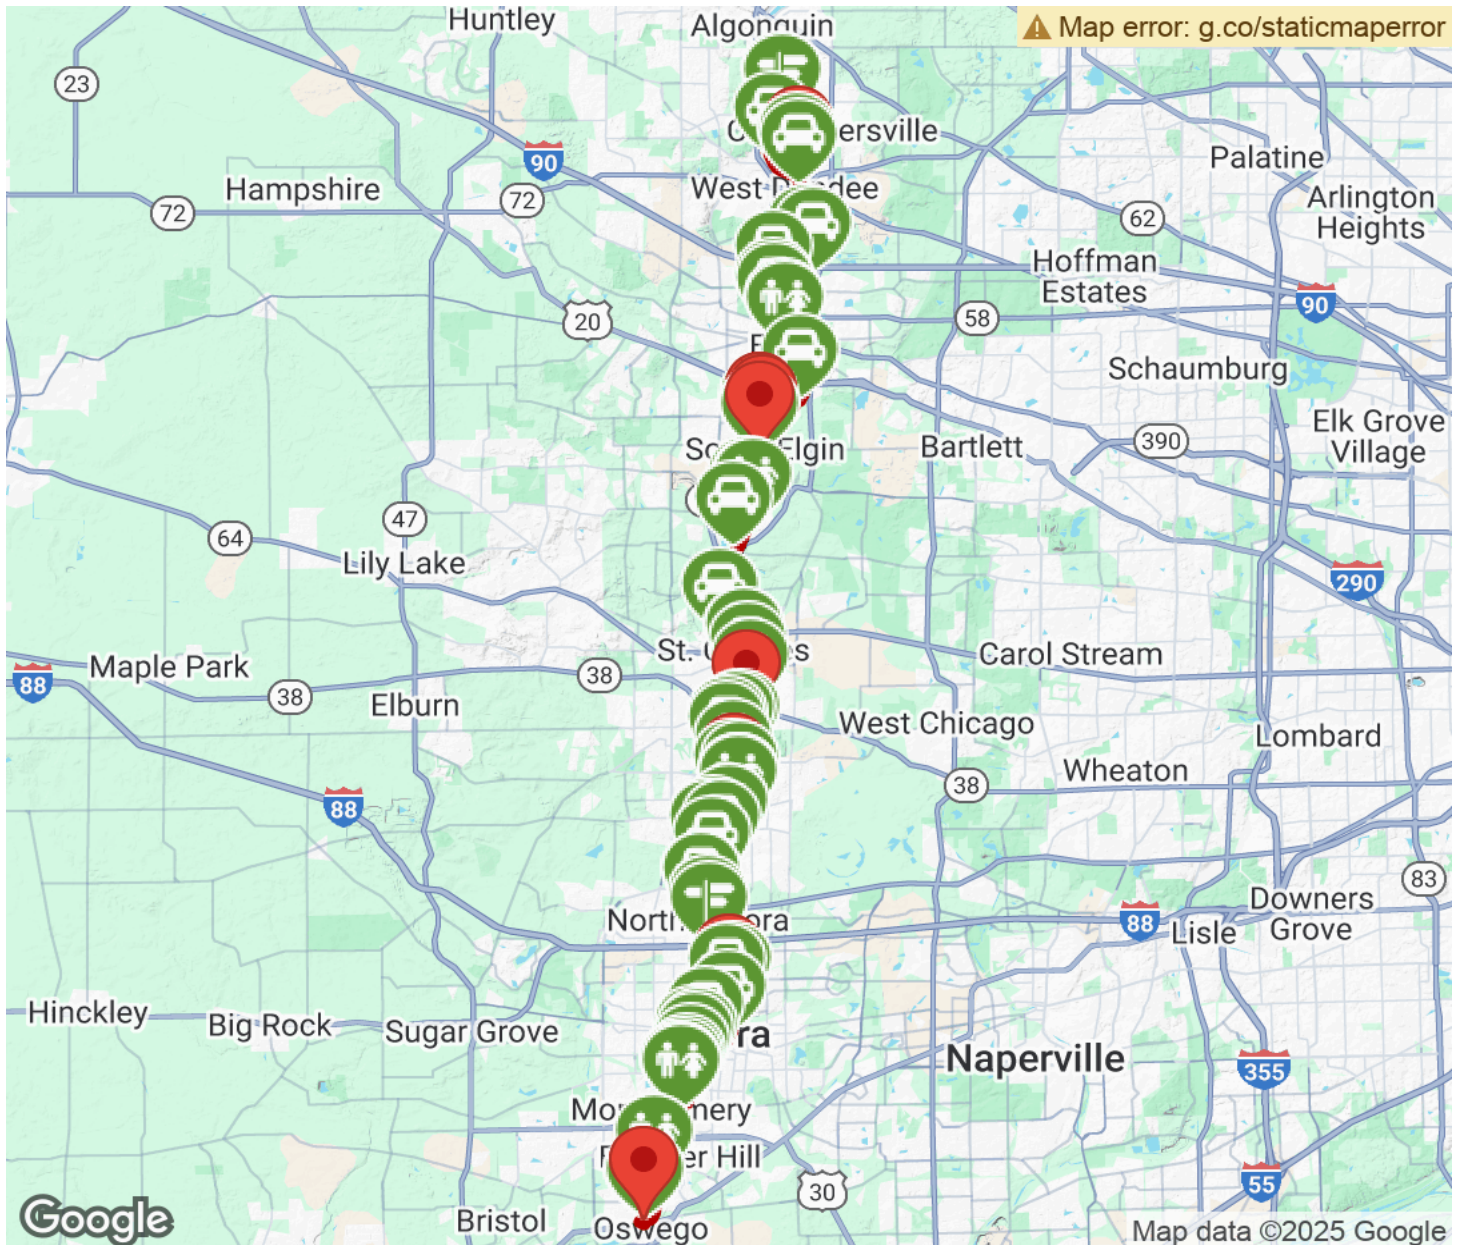 Huntley
Algonquin
Map error: g.co/staticmaperror
23
ersville
90
Palatine
Hampshire
72
West Dundee
Arlington
Heights
72
62
Hoffman
Estates
90
20
58
Schaumburg
Elk Grove
Village
390
Bartlett
Elgin
47
64
Lily Lake
290
St.
Carol Stream
Maple Park
88
38
38
Elburn
West Chicago
Lombard
Wheaton
38
88
83
Downers
Grove
North
ora
88
Lisle
Hinckley
Big Rock
Sugar Grove
ra
Naperville
355
Mo
mery
er Hill
30
55
Google
Bristol
Oswego
Map data ©2025 Google